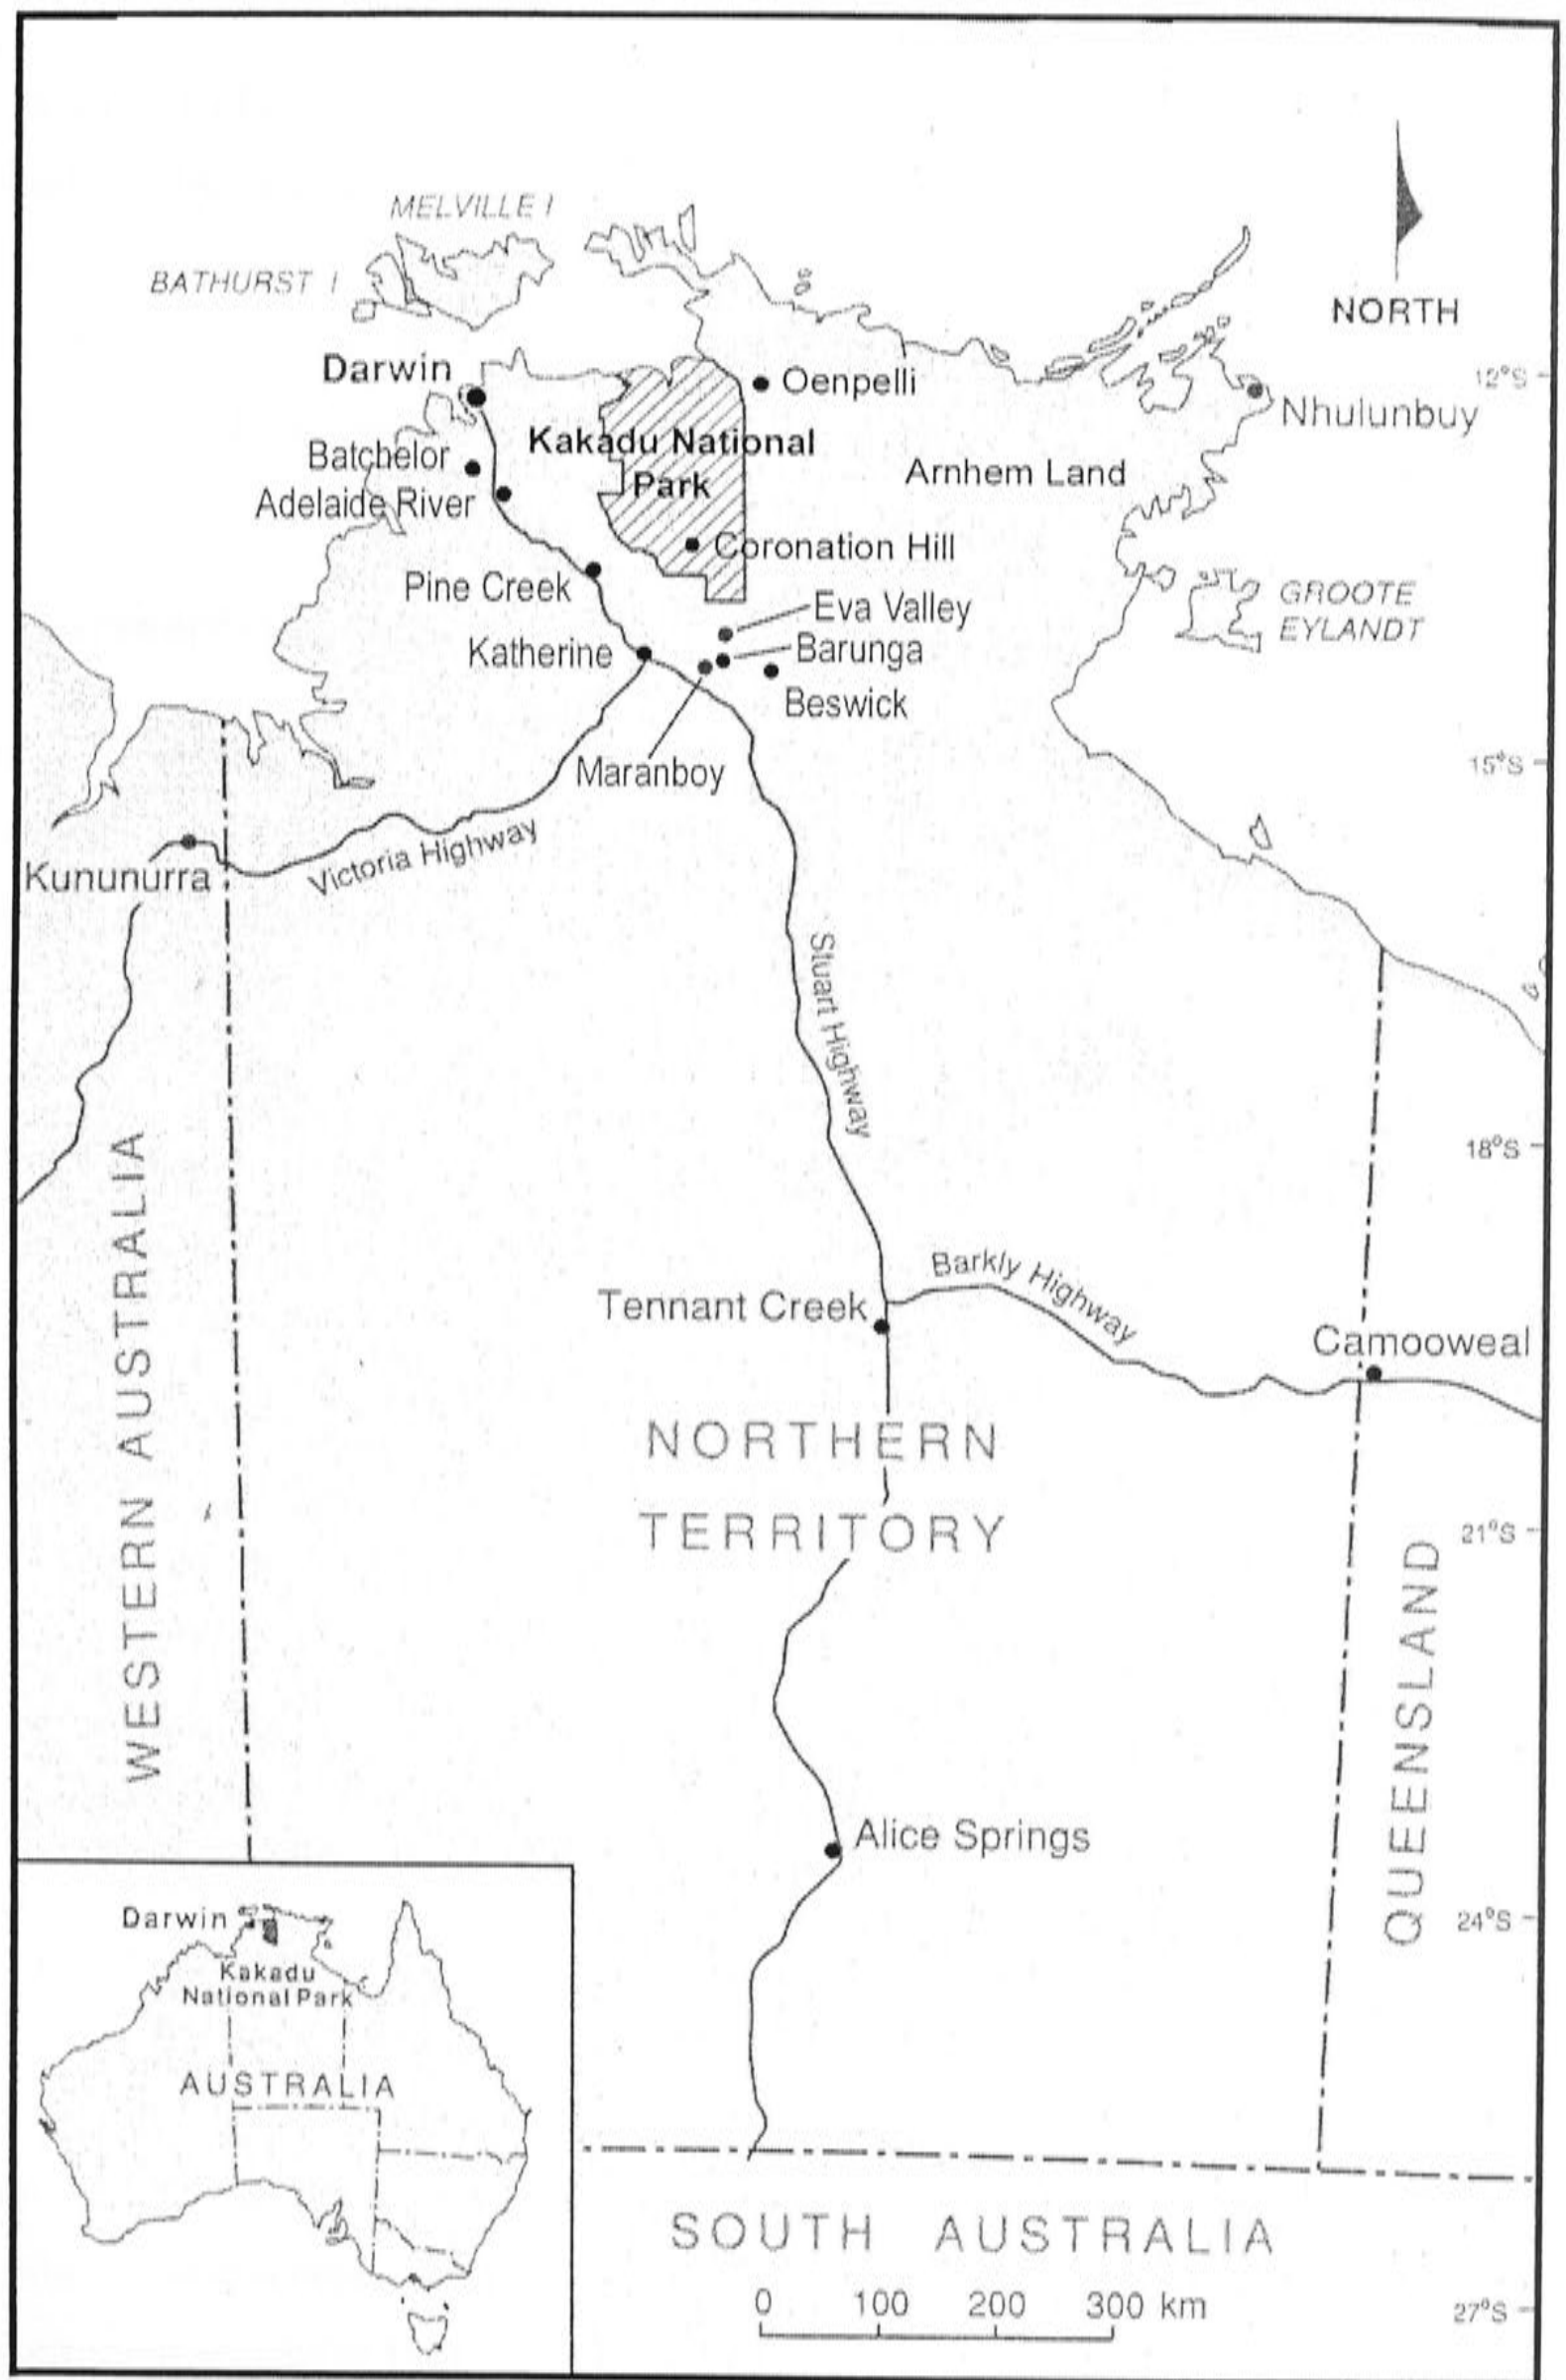 MELVILLE I
BATHURST I
NORTH
Darwin
Oenpelli
12°S
Nhulunbuy
Kakadu National
Park
Batchelor
Arnhem Land
Adelaide River
Coronation Hill
Pine Creek
Eva Valley
GROOTE
EYLANDT
Katherine
Barunga
Beswick
Maranboy
15°S
Victoria Highway
Kununurra
Stuart Highway
18°S
WESTERN AUSTRALIA
Barkly Highway
Tennant Creek
Camooweal
NORTHERN
TERRITORY
21°S
QUEENSLAND
Alice Springs
24°S
Darwin
Kakadu
National Park
AUSTRALIA
SOUTH AUSTRALIA
0 100 200 300 km
27°S